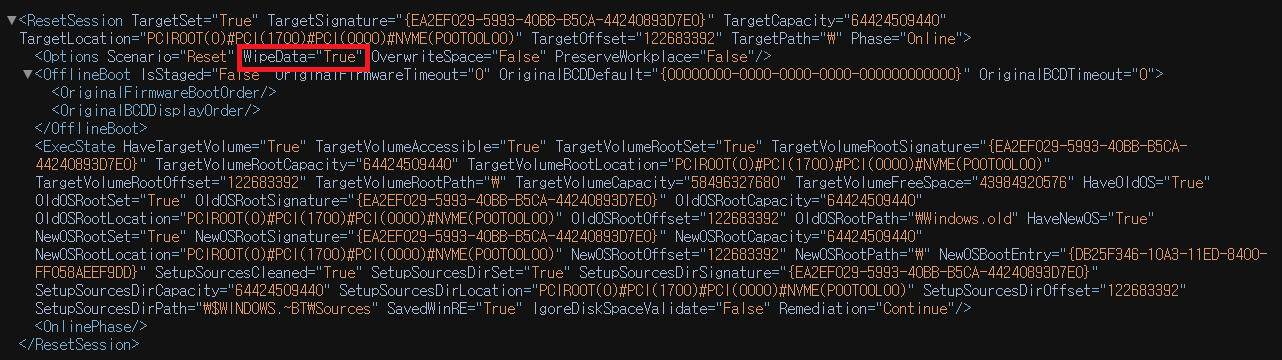 ▼<ResetSession TargetSet="True" TargetSignature="{EA2EF029-5993-40BB-B5CA-44240893D7E0}" TargetCapacity="64424509440"
TargetLocation="PCIROOT(0)#PCI(1700)#PCI(0000)#NVME(P00T00L00)" TargetOffset="122683392" TargetPath="₩" Phase="Online">
<Options Scenario="Reset" WipeData="True" OverwriteSpace="False" PreserveWorkplace="False"/>
▼<OfflineBoot IsStaged="False" OriginalFirmwareTimeout="0" OriginalBCDDefault="{00000000-0000-0000-0000-000000000000}" OriginalBCDTimeout="0">
<OriginalFirmwareBootOrder/>
<OriginalBCDDisplayOrder/>
</OfflineBoot>
<ExecState HaveTargetVolume="True" TargetVolumeAccessible="True" TargetVolumeRootSet="True" TargetVolumeRootSignature="{EA2EF029-5993-40BB-B5CA-
44240893D7E0}" TargetVolumeRootCapacity="64424509440" TargetVolumeRootLocation="PCIROOT(0)#PCI(1700)#PCI(0000)#NVME(P00T00L00)"
TargetVolumeRootOffset="122683392" TargetVolumeRootPath="₩" TargetVolumeCapacity="58496327680" TargetVolumeFreeSpace="43984920576" HaveOldOS="True"
OldOSRootSet="True" OldOSRootSignature="{EA2EF029-5993-40BB-B5CA-44240893D7E0}" OldOSRootCapacity="64424509440"
OldOSRootLocation="PCIROOT(0)#PCI(1700)#PCI(0000)#NVME(P00T00L00)" OldOSRootOffset="122683392" OldOSRootPath="₩Windows.old" HaveNewOS="True"
NewOSRootSet="True" NewOSRootSignature="{EA2EF029-5993-40BB-B5CA-44240893D7E0}" NewOSRootCapacity="64424509440"
NewOSRootLocation="PCIROOT(0)#PCI(1700)#PCI(0000)#NVME(P00T00L00)" NewOSRootOffset="122683392" NewOSRootPath="₩" NewOSBootEntry="{DB25F346-10A3-11ED-8400-
FF058AEEF9DD}" SetupSourcesCleaned="True" SetupSourcesDirSet="True" SetupSourcesDirSignature="{EA2EF029-5993-40BB-B5CA-44240893D7E0}"
SetupSourcesDirCapacity="64424509440" SetupSourcesDirLocation="PCIROOT(0)#PCI(1700)#PCI(0000)#NVME(P00T00L00)" SetupSourcesDirOffset="122683392"
SetupSourcesDirPath="₩$WINDOWS.~BT₩Sources" SavedWinRE="True" IgoreDiskSpaceValidate="False" Remediation="Continue"/>
<OnlinePhase/>
</ResetSession>